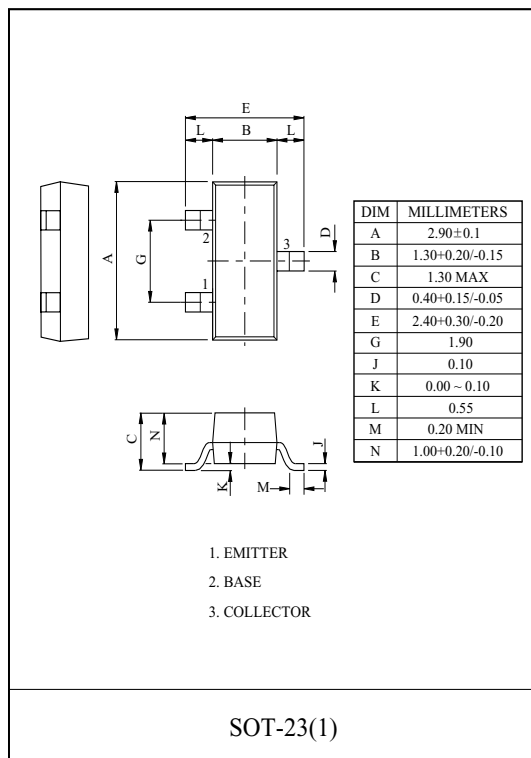 E
L B L
A
G
2
1
3
D
DIM MILLIMETERS
A 2.90±0.1
B 1.30+0.20/-0.15
C 1.30 MAX
D 0.40+0.15/-0.05
E 2.40+0.30/-0.20
G 1.90
J 0.10
K 0.00 ~ 0.10
L 0.55
M 0.20 MIN
N 1.00+0.20/-0.10
C
N
K
M
J
1. EMITTER
2. BASE
3. COLLECTOR
SOT-23(1)